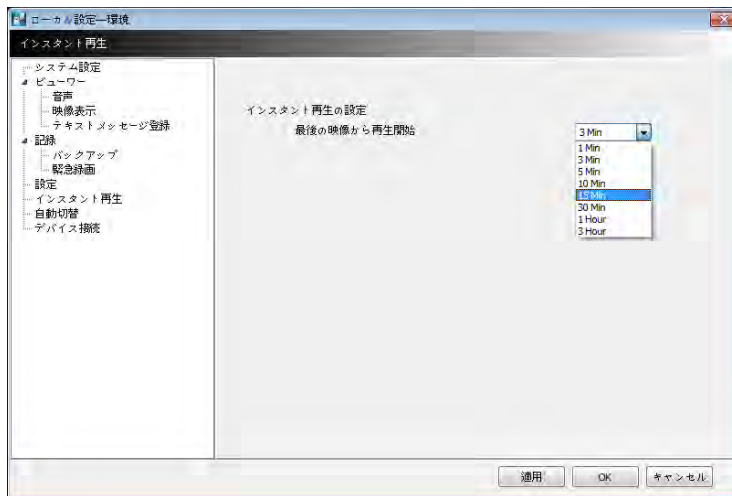 ローカル設定―環境
インスタント再生
システム設定
ビューワー
音声
映像表示
テキストメッセージ登録
記録
バックアップ
緊急録画
設定
インスタント再生
自動切替
デバイス接続
インスタント再生の設定
最後の映像から再生開始
3 Min
1 Min
3 Min
5 Min
10 Min
15 Min
30 Min
1 Hour
3 Hour
適用
OK
キャンセル